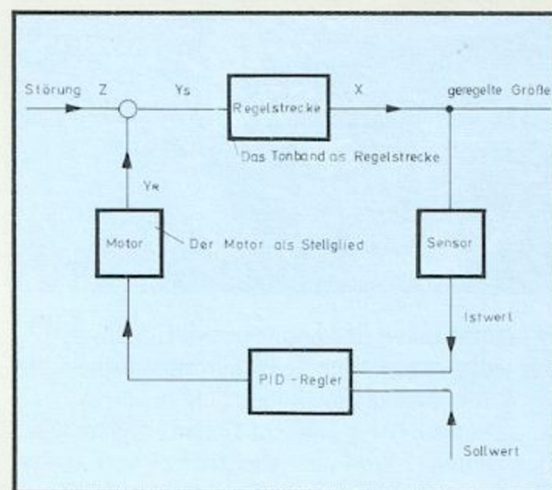 Störung Z
Ys
Regelstrecke
X
geregelte Größe
Das Tonband als Regelstrecke
YR
Motor
Der Motor als Stellglied
Sensor
Istwert
PID-Regler
Sollwert